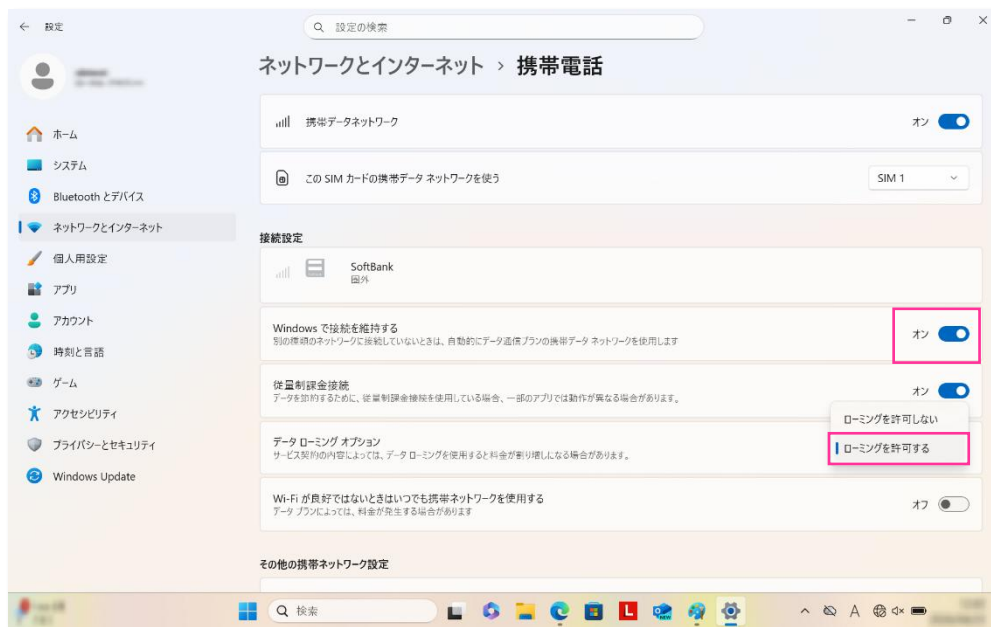 設定
設定の検索
ネットワークとインターネット › 携帯電話
ホーム
システム
Bluetooth とデバイス
ネットワークとインターネット
個人用設定
アプリ
アカウント
時刻と言語
ゲーム
アクセシビリティ
プライバシーとセキュリティ
Windows Update
携帯データネットワーク
オン
この SIM カードの携帯データ ネットワークを使う
SIM 1
接続設定
SoftBank
圏外
Windows で接続を維持する
別の種類のネットワークに接続していないときは、自動的にデータ通信プランの携帯データ ネットワークを使用します
オン
従量制課金接続
データを節約するために、従量制課金接続を使用している場合、一部のアプリでは動作が異なる場合があります。
オン
ローミングを許可しない
データ ローミング オプション
サービス契約の内容によっては、データ ローミングを使用すると料金が割り増しになる場合があります。
ローミングを許可する
Wi-Fi が良好ではないときはいつでも携帯ネットワークを使用する
データ プランによっては、料金が発生する場合があります
オフ
その他の携帯ネットワーク設定
検索
L
A